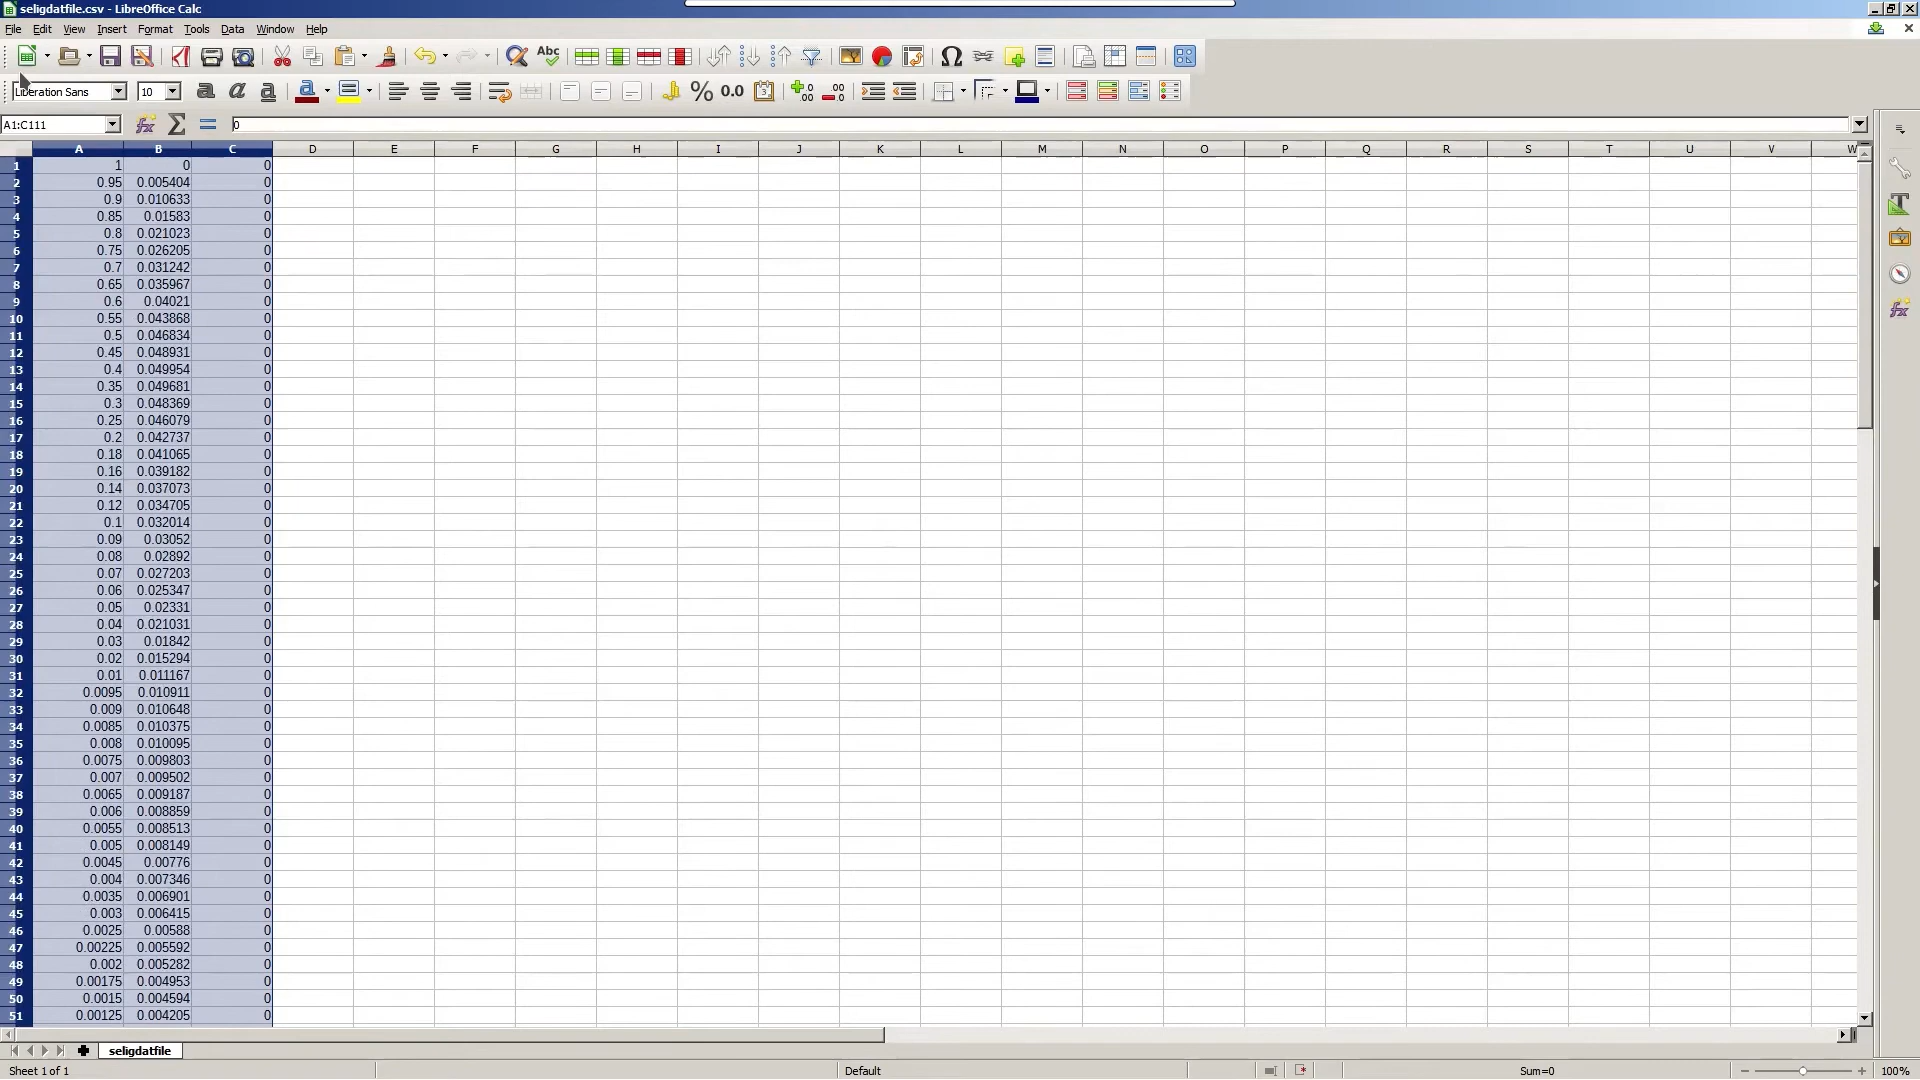 seligdatfile.csv - LibreOffice Calc
File Edit View Insert Format Tools Data Window Help
Liberation Sans 10
A1:C111 0
A B C D E F G H I J K L M N O P Q R S T U V W
1 1 0 0
2 0.95 0.005404 0
3 0.9 0.010633 0
4 0.85 0.01583 0
5 0.8 0.021023 0
6 0.75 0.026205 0
7 0.7 0.031242 0
8 0.65 0.035967 0
9 0.6 0.04021 0
10 0.55 0.043868 0
11 0.5 0.046834 0
12 0.45 0.048931 0
13 0.4 0.049954 0
14 0.35 0.049681 0
15 0.3 0.048369 0
16 0.25 0.046079 0
17 0.2 0.042737 0
18 0.18 0.041065 0
19 0.16 0.039182 0
20 0.14 0.037073 0
21 0.12 0.034705 0
22 0.1 0.032014 0
23 0.09 0.03052 0
24 0.08 0.02892 0
25 0.07 0.027203 0
26 0.06 0.025347 0
27 0.05 0.02331 0
28 0.04 0.021031 0
29 0.03 0.01842 0
30 0.02 0.015294 0
31 0.01 0.011167 0
32 0.0095 0.010911 0
33 0.009 0.010648 0
34 0.0085 0.010375 0
35 0.008 0.010095 0
36 0.0075 0.009803 0
37 0.007 0.009502 0
38 0.0065 0.009187 0
39 0.006 0.008859 0
40 0.0055 0.008513 0
41 0.005 0.008149 0
42 0.0045 0.00776 0
43 0.004 0.007346 0
44 0.0035 0.006901 0
45 0.003 0.006415 0
46 0.0025 0.00588 0
47 0.00225 0.005592 0
48 0.002 0.005282 0
49 0.00175 0.004953 0
50 0.0015 0.004594 0
51 0.00125 0.004205 0
seligdatfile
Sheet 1 of 1 Default Sum=0 100%